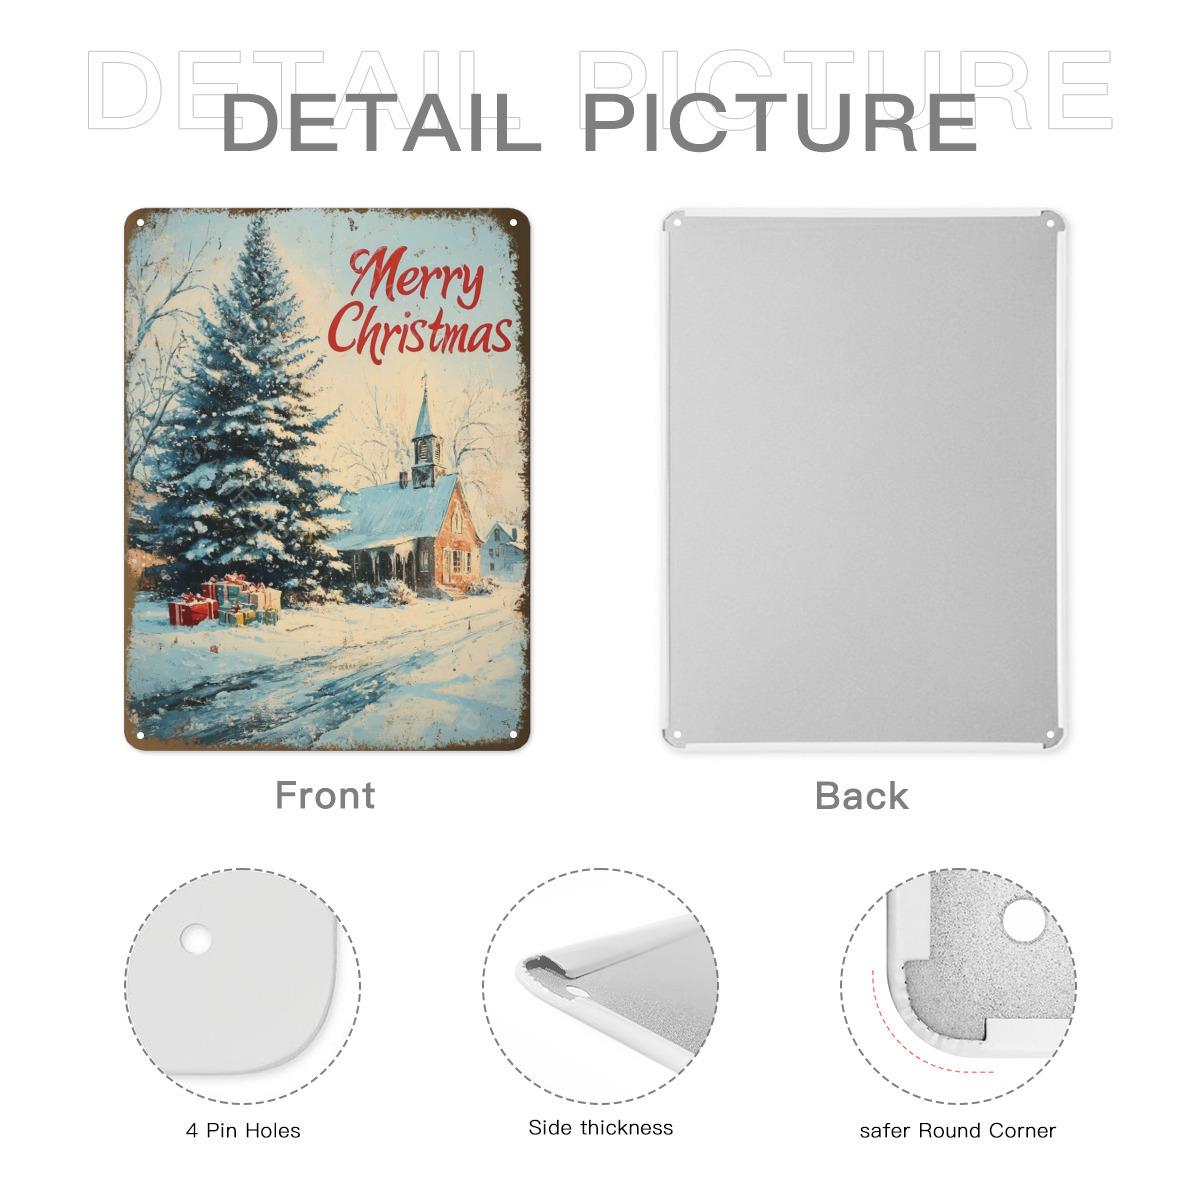 DETAIL PICTURE
DETAIL PICTURE
Merry
Christmas
Front
Back
4 Pin Holes
Side thickness
safer Round Corner